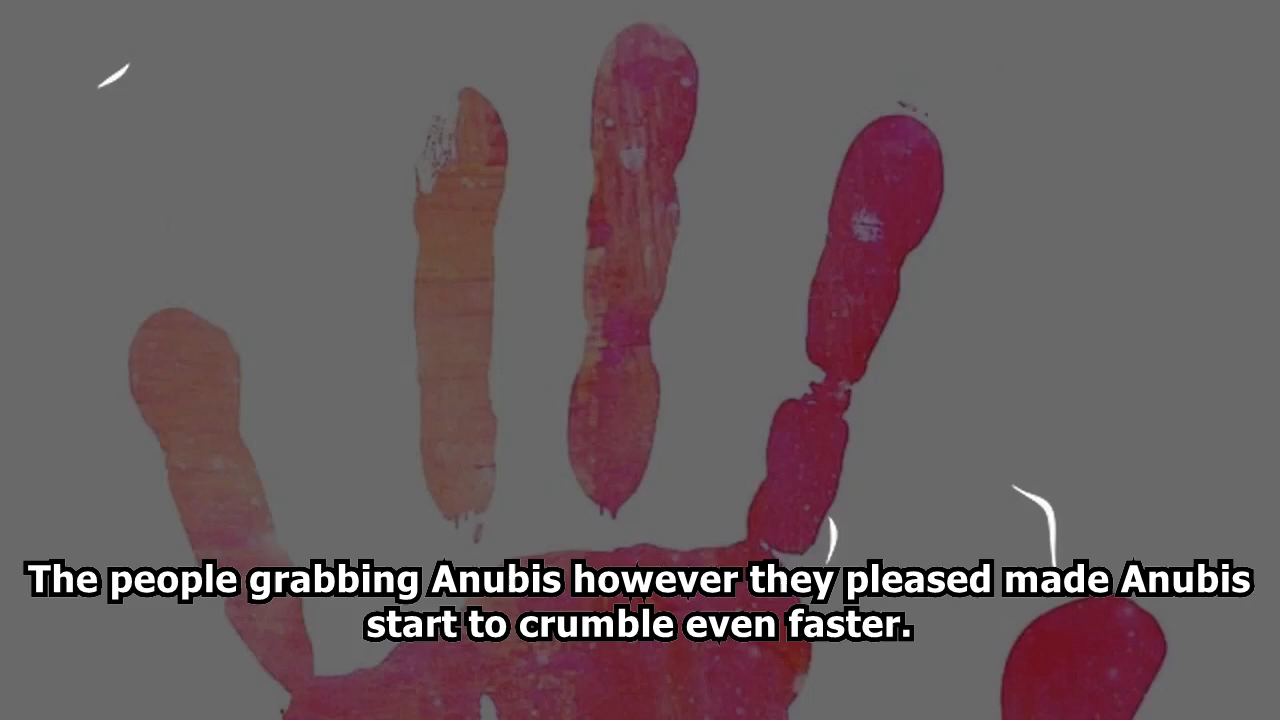 The people grabbing Anubis however they pleased made Anubis
start to crumble even faster.